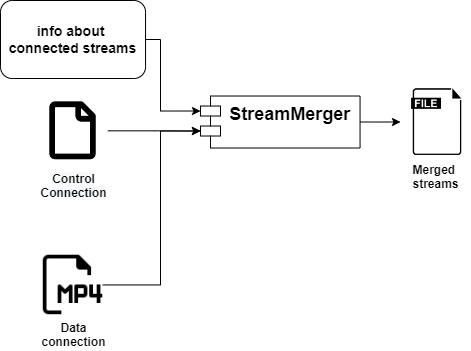 info about
connected streams
StreamMerger
FILE
Merged
streams
Control
Connection
MP4
Data
connection